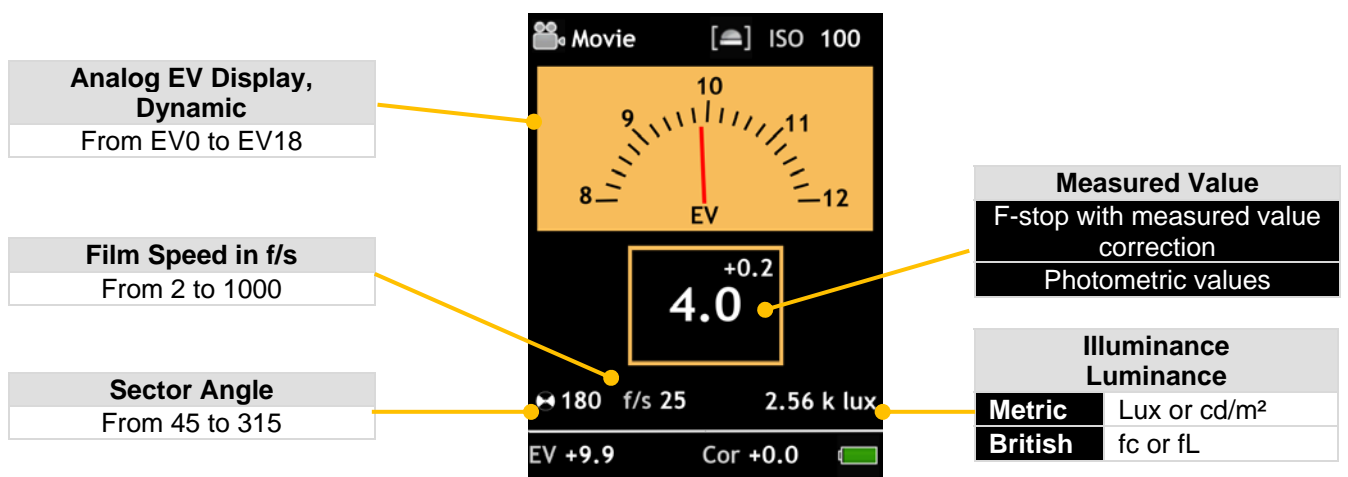 Movie [ ] ISO 100
Analog EV Display,
Dynamic
From EV0 to EV18
8 9 10 11 12
EV
Film Speed in f/s
From 2 to 1000
+0.2
4.0
Measured Value
F-stop with measured value
correction
Photometric values
Sector Angle
From 45 to 315
180 f/s 25 2.56 k lux
EV +9.9 Cor +0.0
Illuminance
Luminance
Metric Lux or cd/m²
British fc or fL